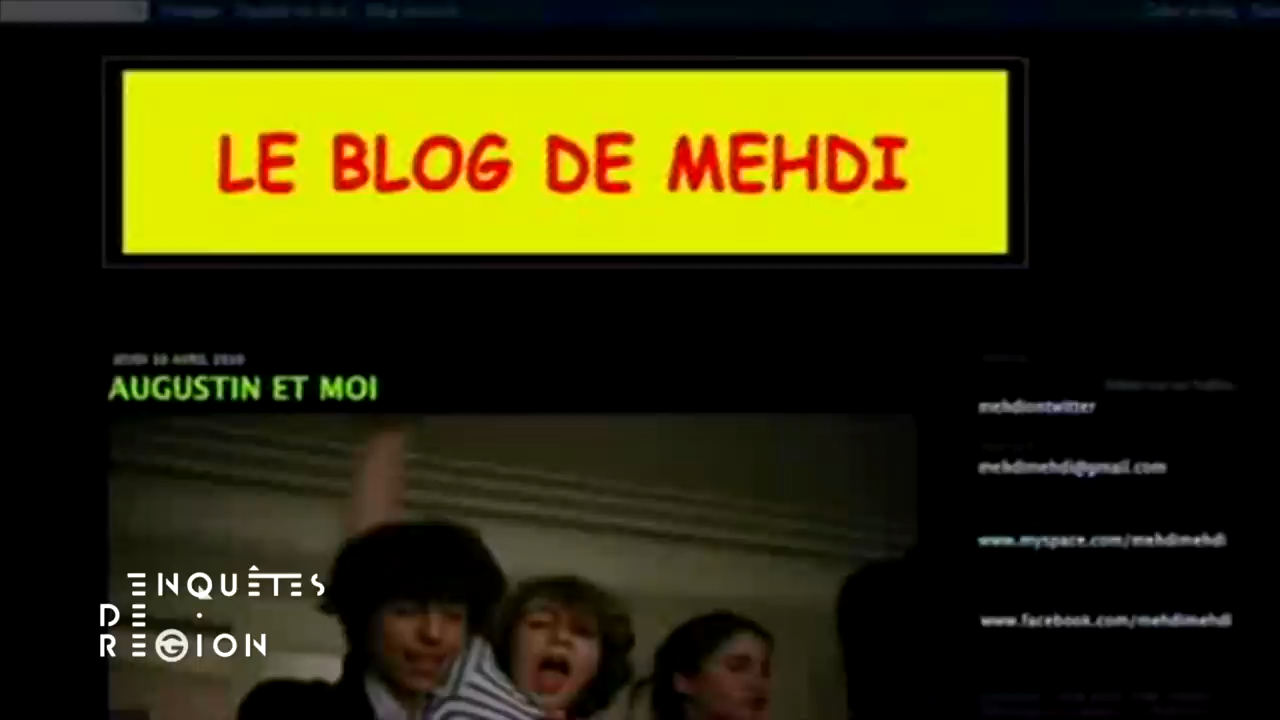 LE BLOG DE MEHDI
AUGUSTIN ET MOI
mehdiontwitter
mehdimehdi@gmail.com
www.myspace.com/mehdimehdi
www.facebook.com/mehdimehdi
ENQUÊTES
DE
REGION